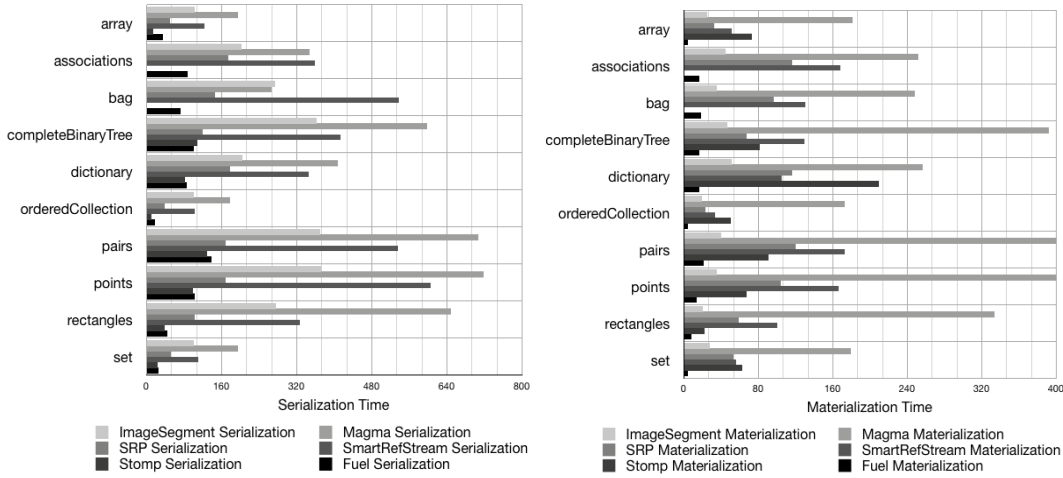 array
associations
bag
completeBinaryTree
dictionary
orderedCollection
pairs
points
rectangles
set
0 160 320 480 640 800
Serialization Time
ImageSegment Serialization Magma Serialization
SRP Serialization SmartRefStream Serialization
Stomp Serialization Fuel Serialization
array
associations
bag
completeBinaryTree
dictionary
orderedCollection
pairs
points
rectangles
set
0 80 160 240 320 400
Materialization Time
ImageSegment Materialization Magma Materialization
SRP Materialization SmartRefStream Materialization
Stomp Materialization Fuel Materialization